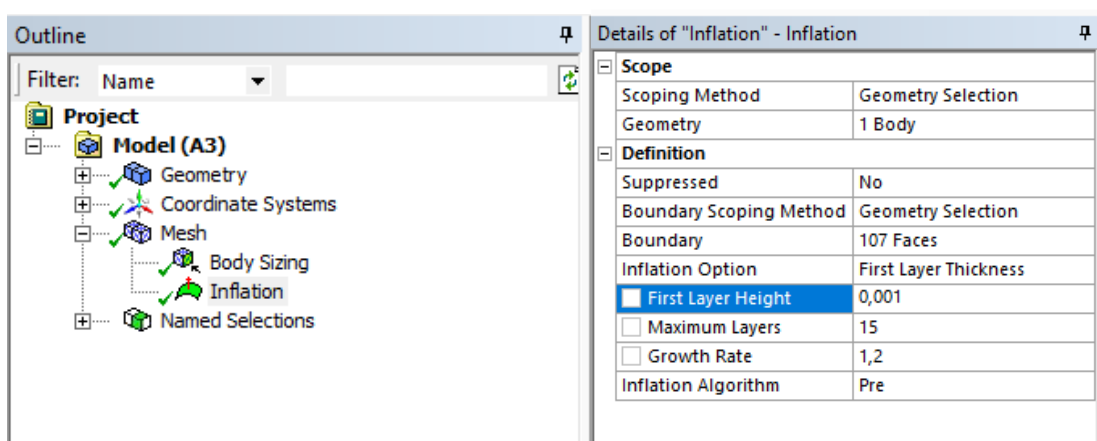 Outline
Filter: Name
Project
Model (A3)
Geometry
Coordinate Systems
Mesh
Body Sizing
Inflation
Named Selections
Details of "Inflation" - Inflation
Scope
Scoping Method Geometry Selection
Geometry 1 Body
Definition
Suppressed No
Boundary Scoping Method Geometry Selection
Boundary 107 Faces
Inflation Option First Layer Thickness
First Layer Height 0,001
Maximum Layers 15
Growth Rate 1,2
Inflation Algorithm Pre